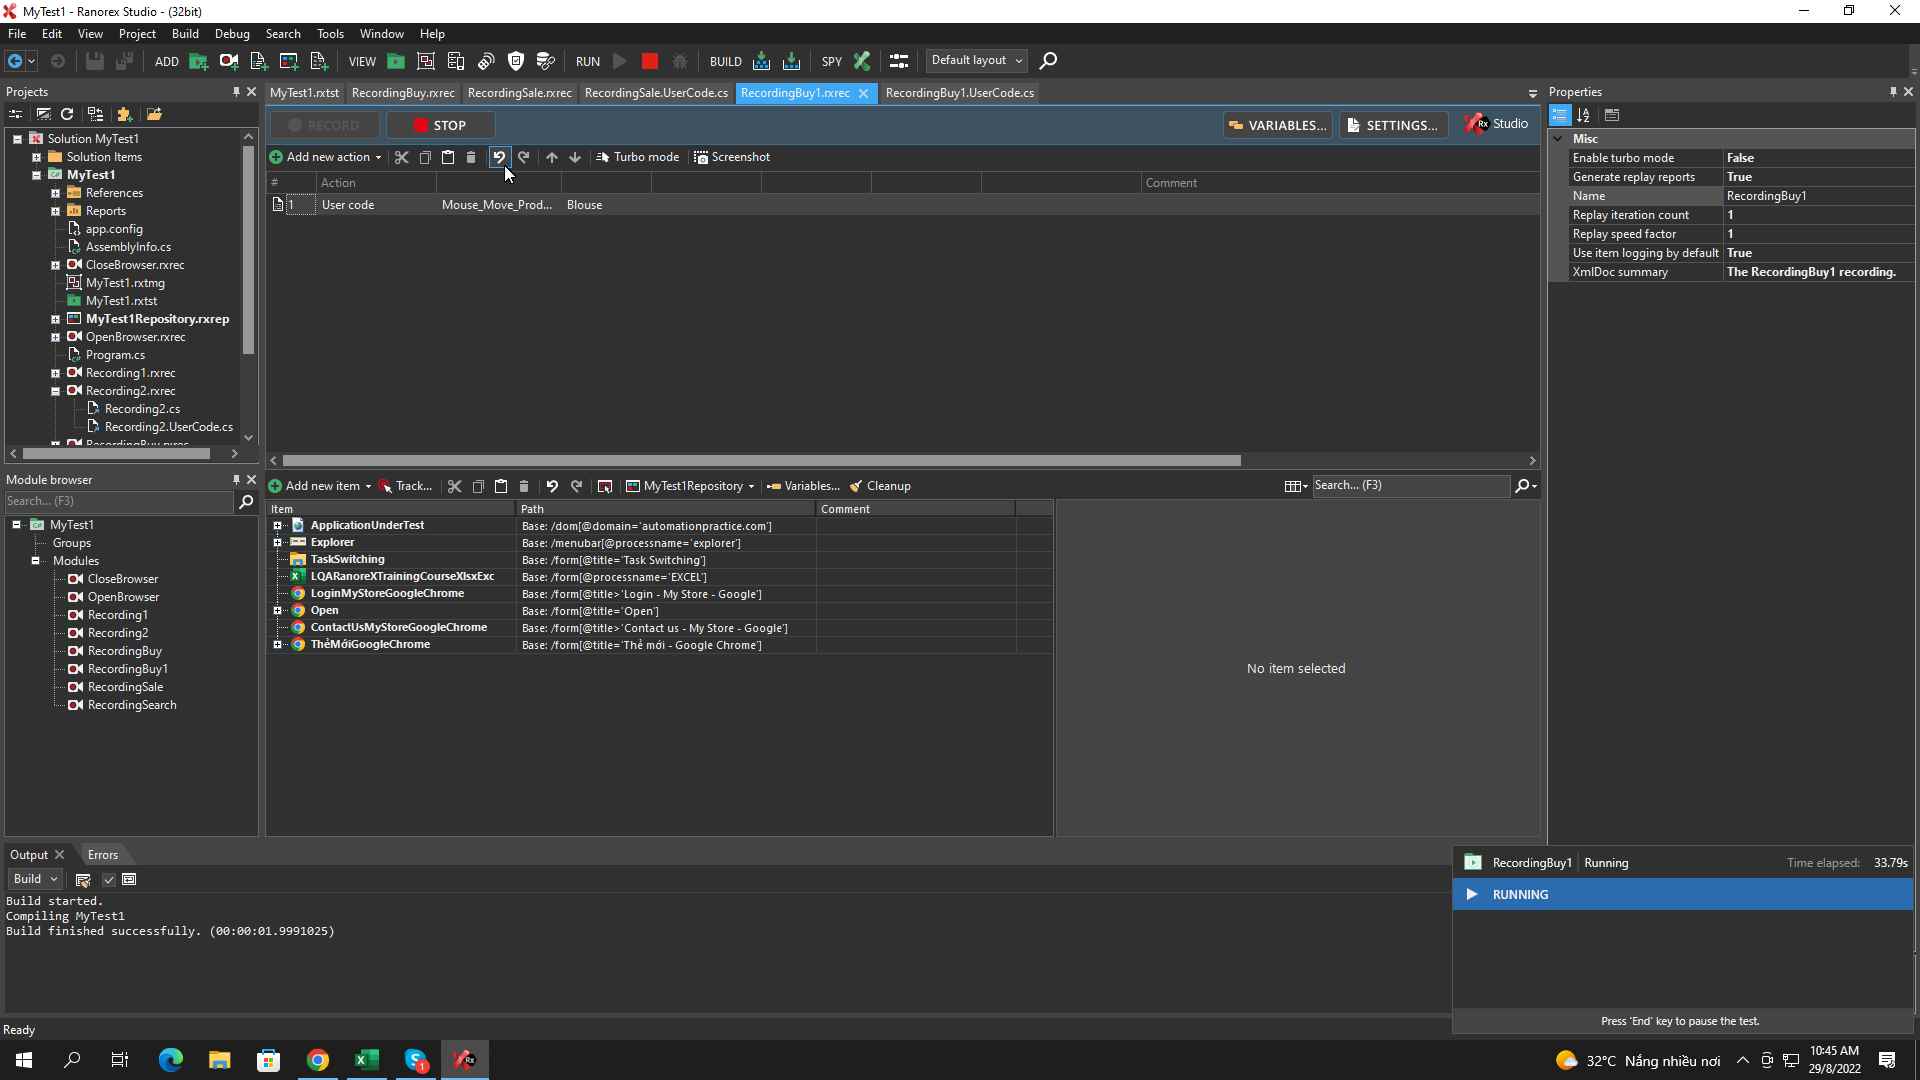 MyTest1 - Ranorex Studio - (32bit)
File Edit View Project Build Debug Search Tools Window Help
ADD VIEW RUN BUILD SPY Default layout
Projects
Solution MyTest1
Solution Items
MyTest1
References
Reports
app.config
AssemblyInfo.cs
CloseBrowser.rxrec
MyTest1.rxtmg
MyTest1.rxtst
MyTest1Repository.rxrep
OpenBrowser.rxrec
Program.cs
Recording1.rxrec
Recording2.rxrec
Recording2.cs
Recording2.UserCode.cs
RecordingBuy.rxrec
MyTest1.rxtst RecordingBuy.rxrec RecordingSale.rxrec RecordingSale.UserCode.cs RecordingBuy1.rxrec RecordingBuy1.UserCode.cs
RECORD STOP VARIABLES... SETTINGS... Rx Studio
Add new action Turbo mode Screenshot
# Action Comment
1 User code Mouse_Move_Prod... Blouse
Properties
Misc
Enable turbo mode False
Generate replay reports True
Name RecordingBuy1
Replay iteration count 1
Replay speed factor 1
Use item logging by default True
XmlDoc summary The RecordingBuy1 recording.
Module browser
Search... (F3)
MyTest1
Groups
Modules
CloseBrowser
OpenBrowser
Recording1
Recording2
RecordingBuy
RecordingBuy1
RecordingSale
RecordingSearch
Add new item Track... MyTest1Repository Variables... Cleanup Search... (F3)
Item Path Comment
ApplicationUnderTest Base: /dom[@domain='automationpractice.com']
Explorer Base: /menubar[@processname='explorer']
TaskSwitching Base: /form[@title='Task Switching']
LQARanoreXTrainingCourseXlsxExc Base: /form[@processname='EXCEL']
LoginMyStoreGoogleChrome Base: /form[@title>'Login - My Store - Google']
Open Base: /form[@title='Open']
ContactUsMyStoreGoogleChrome Base: /form[@title>'Contact us - My Store - Google']
ThẻMớiGoogleChrome Base: /form[@title='Thẻ mới - Google Chrome']
No item selected
Output Errors
Build
Build started.
Compiling MyTest1
Build finished successfully. (00:00:01.9991025)
RecordingBuy1 Running Time elapsed: 33.79s
RUNNING
Press 'End' key to pause the test.
Ready
1
Rx
32°C Nắng nhiều nơi
10:45 AM
29/8/2022